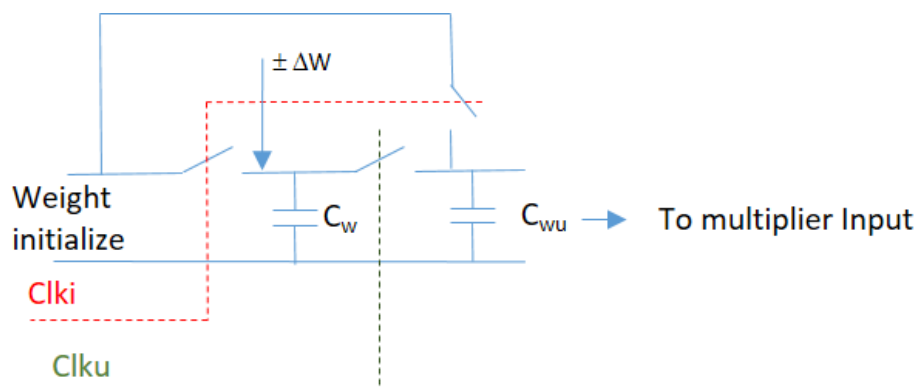 ± ΔW
Weight
initialize
C_w
C_wu
To multiplier Input
Clki
Clku